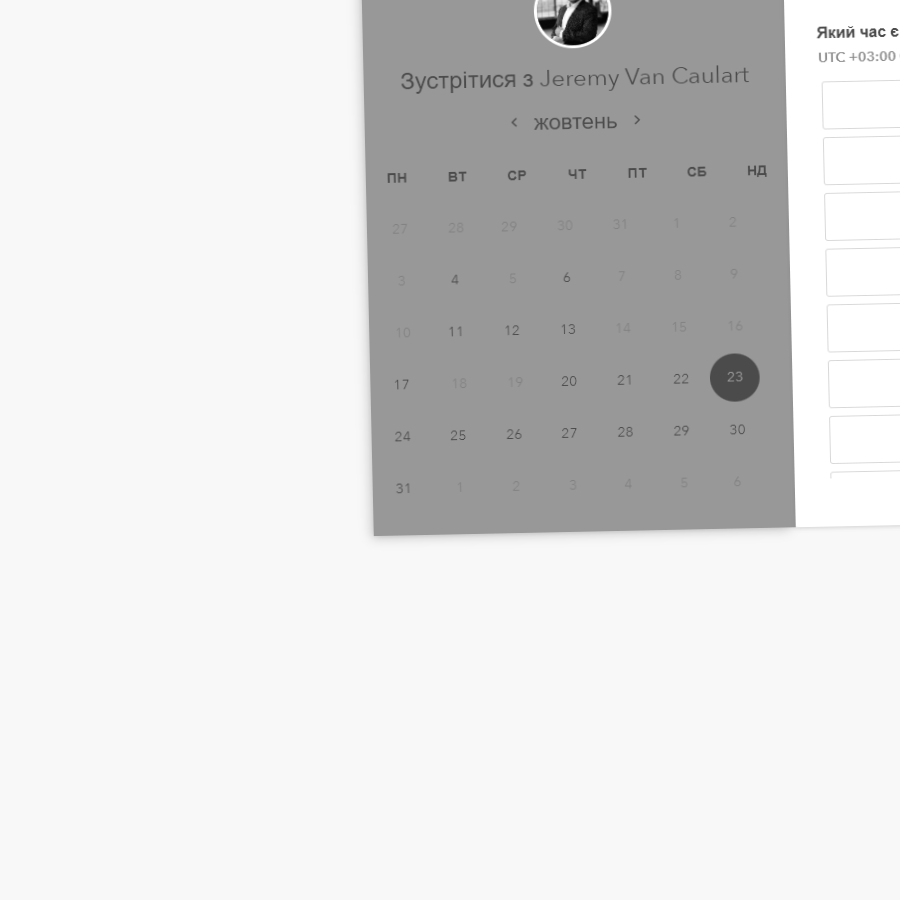 Зустрітися з Jeremy Van Caulart
‹ жовтень ›
ПН ВТ СР ЧТ ПТ СБ НД
27 28 29 30 31 1 2
3 4 5 6 7 8 9
10 11 12 13 14 15 16
17 18 19 20 21 22 23
24 25 26 27 28 29 30
31 1 2 3 4 5 6
Який час є
UTC +03:00